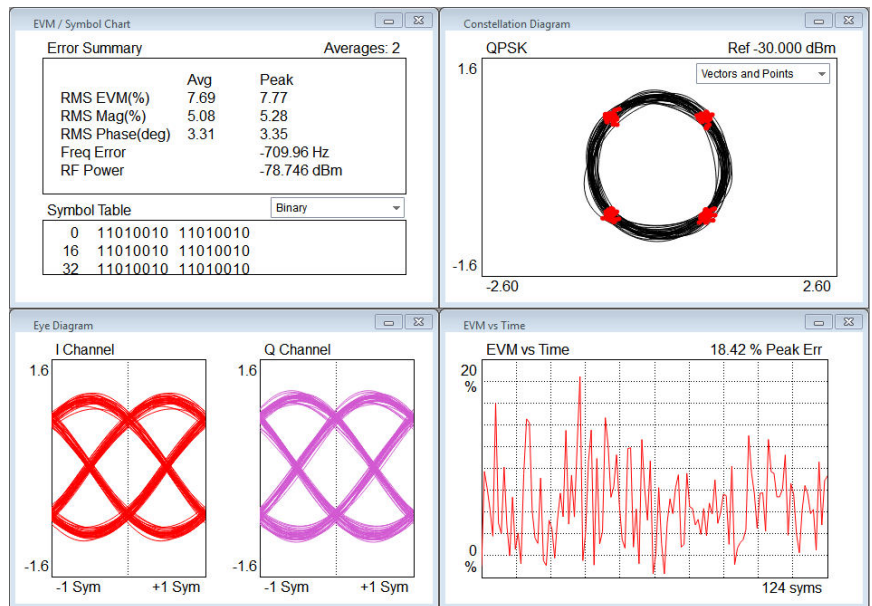 EVM / Symbol Chart
Error Summary Averages: 2
Avg Peak
RMS EVM(%) 7.69 7.77
RMS Mag(%) 5.08 5.28
RMS Phase(deg) 3.31 3.35
Freq Error -709.96 Hz
RF Power -78.746 dBm
Symbol Table Binary
0 11010010 11010010
16 11010010 11010010
32 11010010 11010010
Constellation Diagram
QPSK Ref -30.000 dBm
1.6 Vectors and Points
-1.6
-2.60 2.60
Eye Diagram
I Channel Q Channel
1.6 1.6
-1.6 -1.6
-1 Sym +1 Sym -1 Sym +1 Sym
EVM vs Time
EVM vs Time 18.42 % Peak Err
20
%
0
%
124 syms